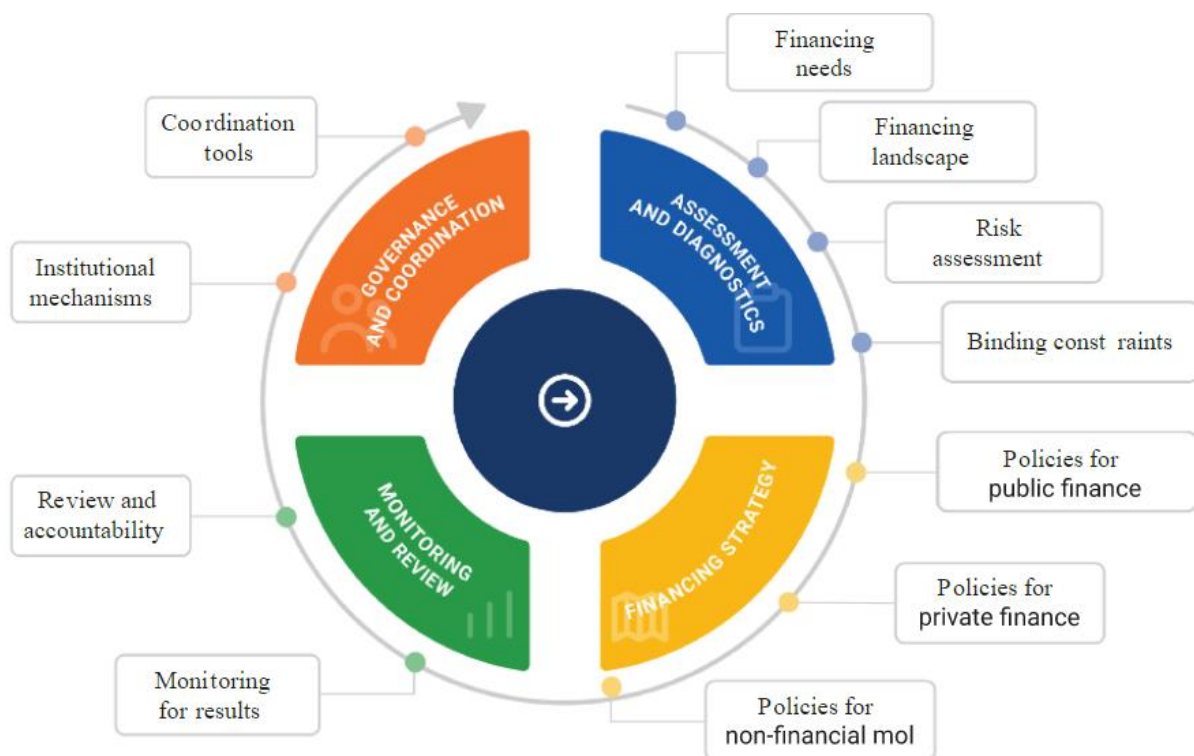 Financing
needs
Financing
landscape
Risk
assessment
Binding const raints
Policies for
public finance
Policies for
private finance
Policies for
non-financial mol
Monitoring
for results
Review and
accountability
Institutional
mechanisms
Coordination
tools
ASSESSMENT
AND DIAGNOSTICS
FINANCING STRATEGY
MONITORING
AND REVIEW
GOVERNANCE
AND COORDINATION